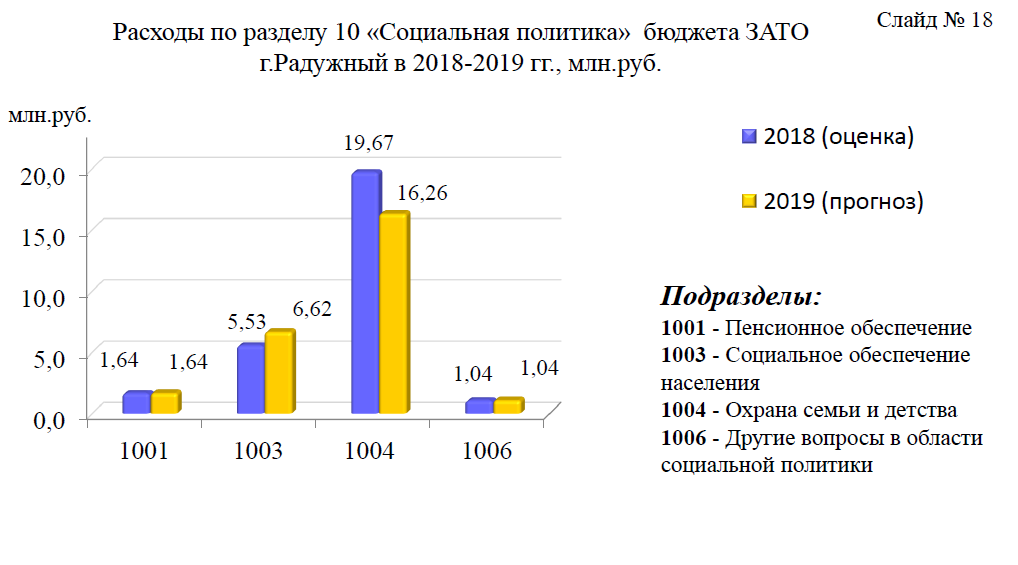 Слайд № 18
Расходы по разделу 10 «Социальная политика» бюджета ЗАТО
г.Радужный в 2018-2019 гг., млн.руб.
млн.руб.
20,0
15,0
10,0
5,0
0,0
1,64
1,64
5,53
6,62
19,67
16,26
1,04
1,04
1001
1003
1004
1006
2018 (оценка)
2019 (прогноз)
Подразделы:
1001 - Пенсионное обеспечение
1003 - Социальное обеспечение
населения
1004 - Охрана семьи и детства
1006 - Другие вопросы в области
социальной политики